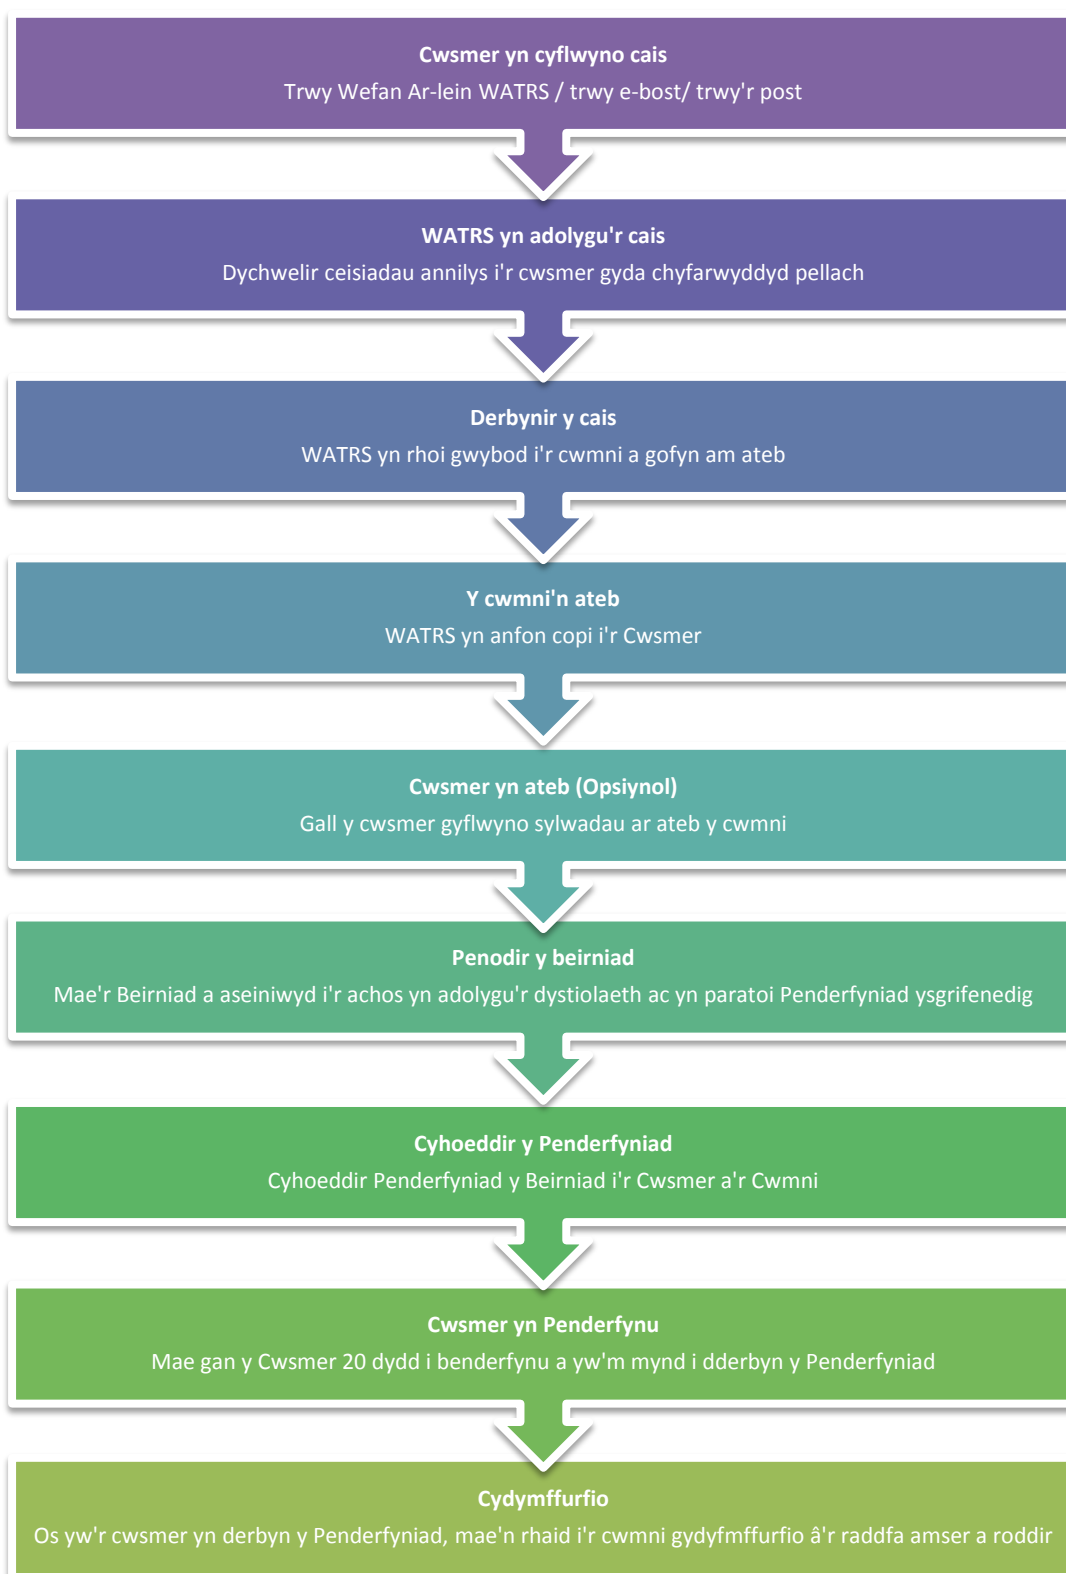 Cwsmer yn cyflwyno cais
Trwy Wefan Ar-lein WATRS / trwy e-bost/ trwy'r post
WATRS yn adolygu'r cais
Dychwelir ceisiadau annilys i'r cwsmer gyda chyfarwyddyd pellach
Derbynir y cais
WATRS yn rhoi gwybod i'r cwmni a gofyn am ateb
Y cwmni'n ateb
WATRS yn anfon copi i'r Cwsmer
Cwsmer yn ateb (Opsiynol)
Gall y cwsmer gyflwyno sylwadau ar ateb y cwmni
Penodir y beirniad
Mae'r Beirniad a aseiniwyd i'r achos yn adolygu'r dystiolaeth ac yn paratoi Penderfyniad ysgrifenedig
Cyhoeddir y Penderfyniad
Cyhoeddir Penderfyniad y Beirniad i'r Cwsmer a'r Cwmni
Cwsmer yn Penderfynu
Mae gan y Cwsmer 20 dydd i benderfynu a yw'm mynd i dderbyn y Penderfyniad
Cydymffurfio
Os yw'r cwsmer yn derbyn y Penderfyniad, mae'n rhaid i'r cwmni gydyfmffurfio â'r raddfa amser a roddir